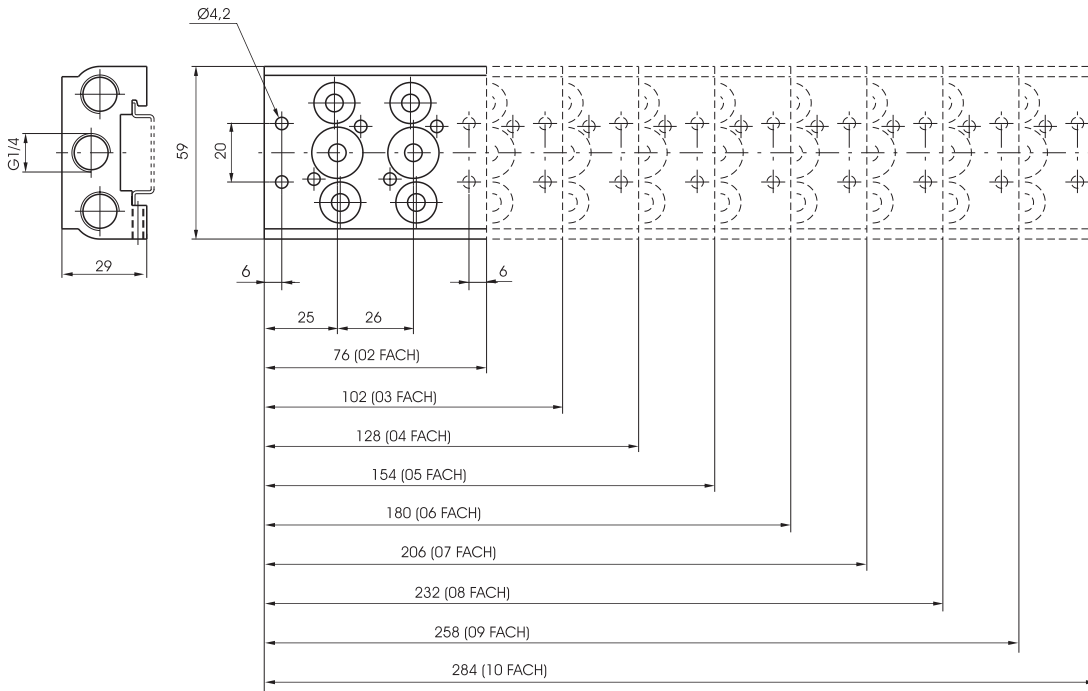 Ø4,2
G1/4
59
20
29
6
6
25
26
76 (02 FACH)
102 (03 FACH)
128 (04 FACH)
154 (05 FACH)
180 (06 FACH)
206 (07 FACH)
232 (08 FACH)
258 (09 FACH)
284 (10 FACH)